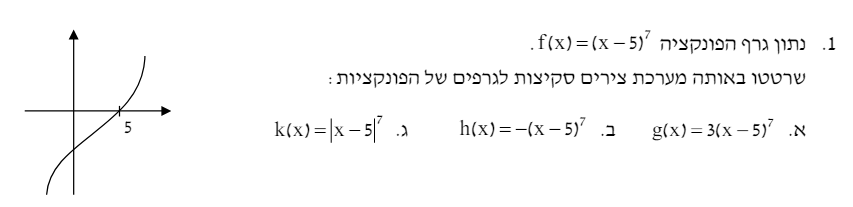 1. נתון גרף הפונקציה f(x) = (x − 5)⁷.
שרטטו באותה מערכת צירים סקיצות לגרפים של הפונקציות:
א. g(x) = 3(x − 5)⁷ ב. h(x) = −(x − 5)⁷ ג. k(x) = |x − 5|⁷
5